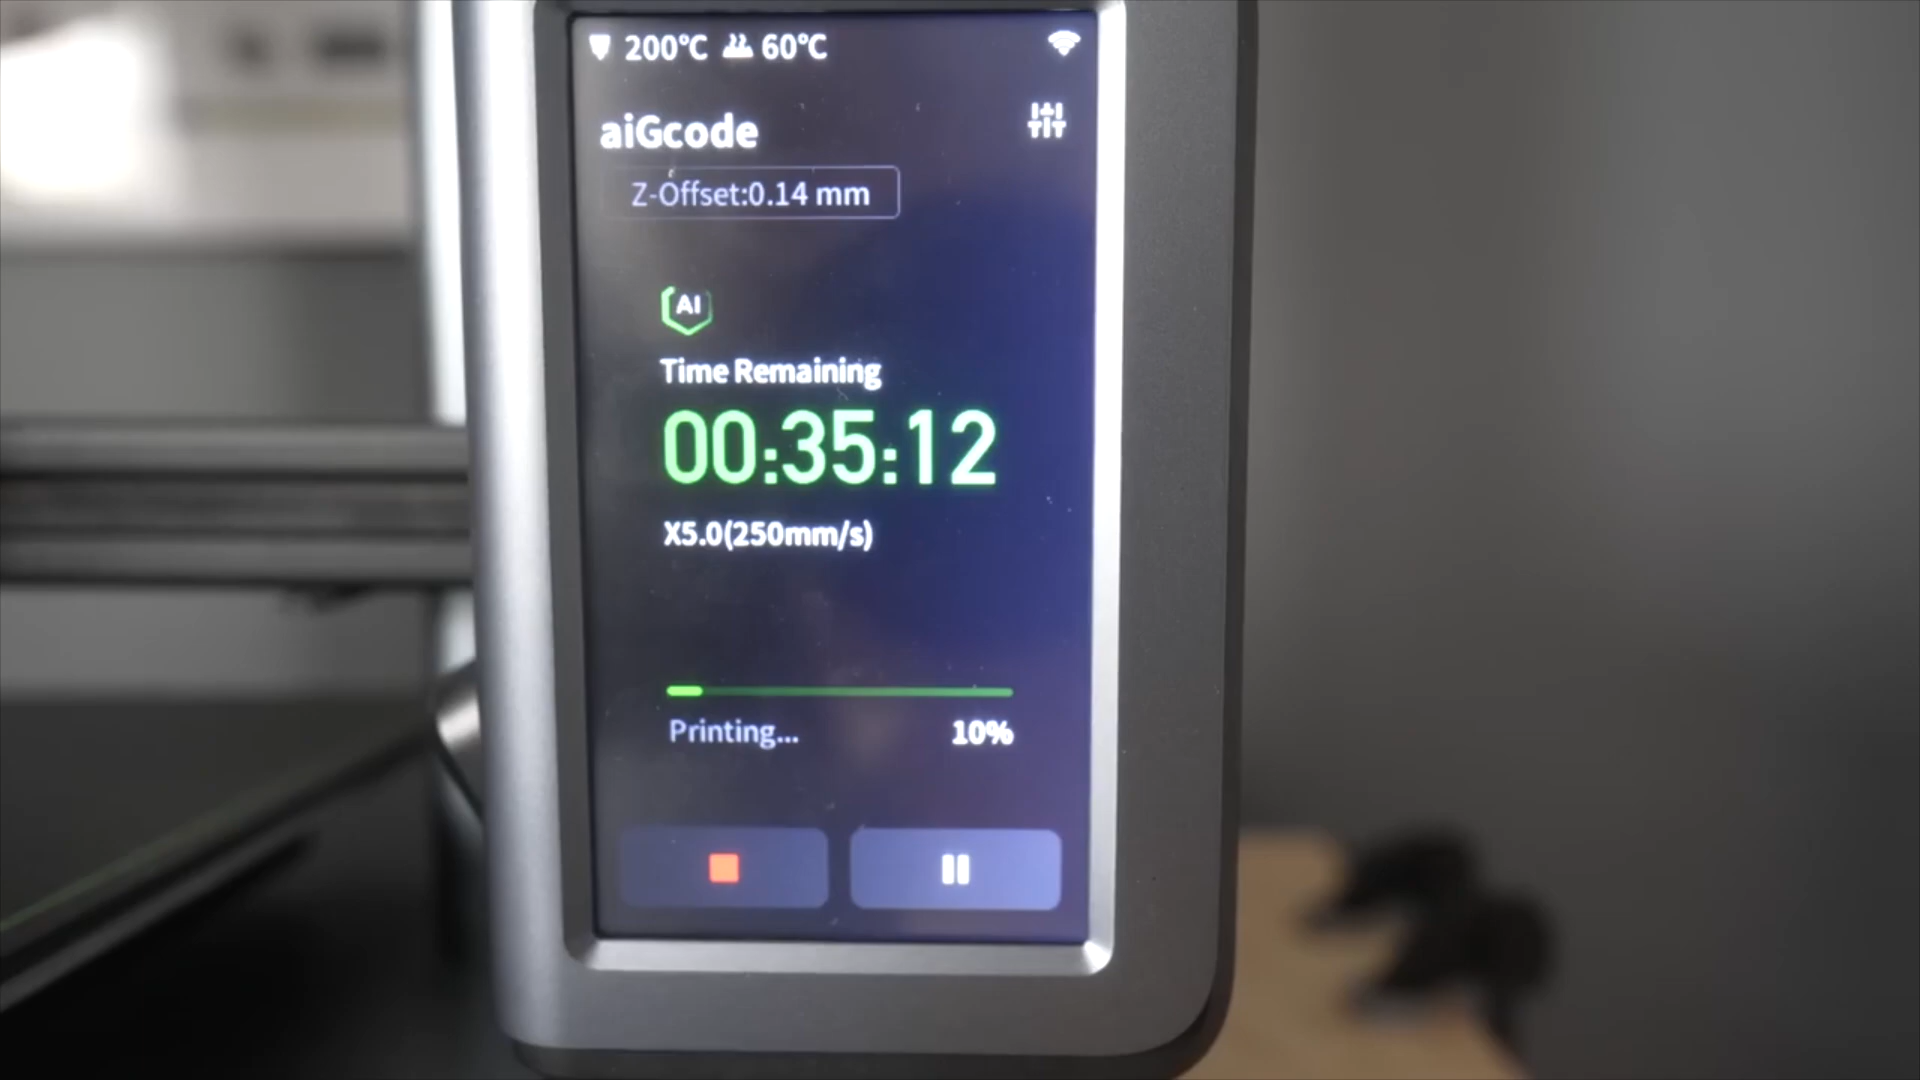 200°C 60°C
aiGcode
Z-Offset:0.14 mm
AI
Time Remaining
00:35:12
X5.0(250mm/s)
Printing... 10%